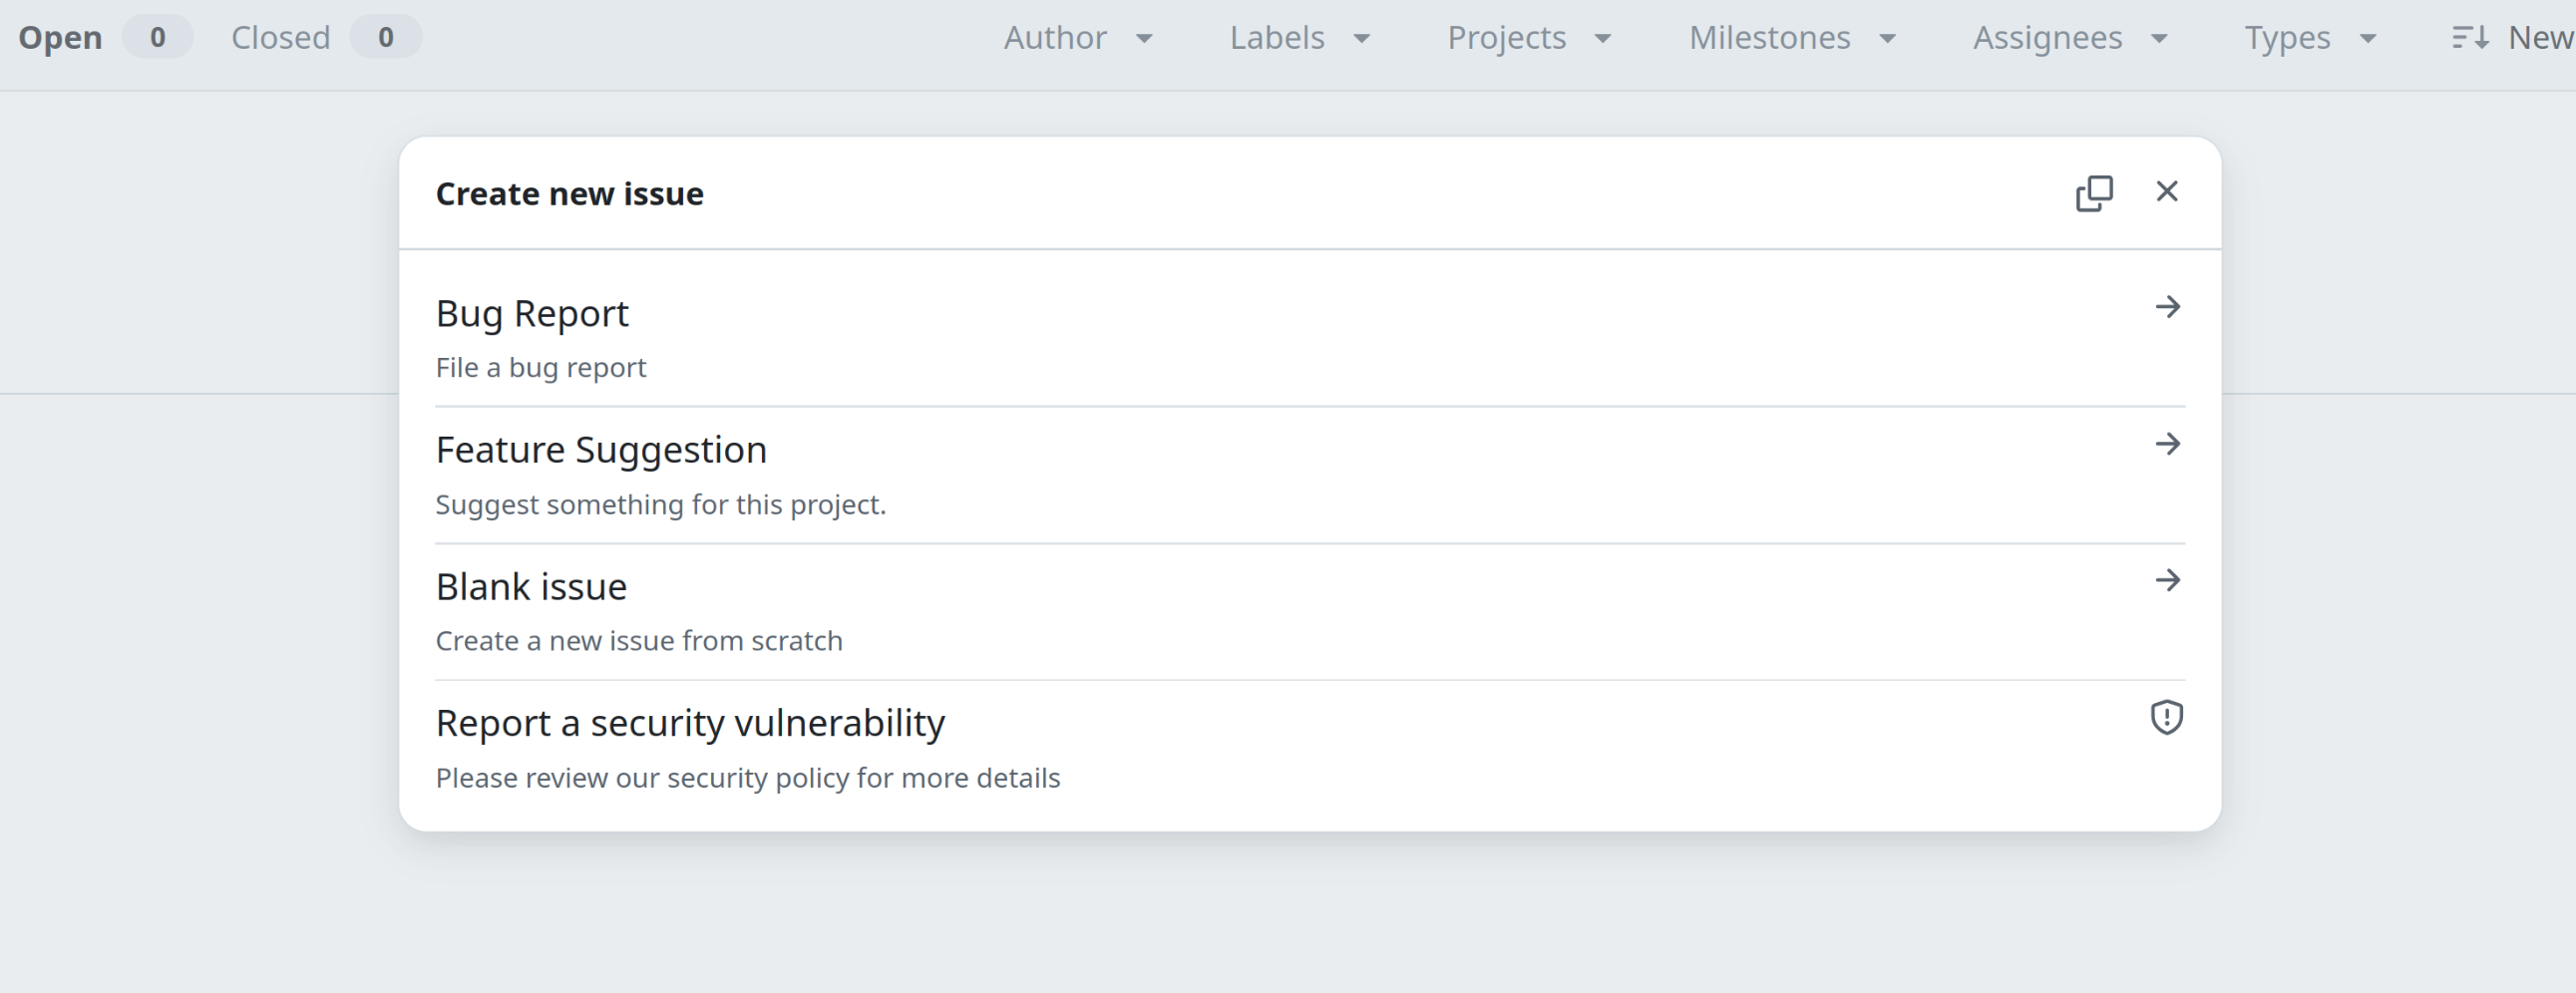 Open 0 Closed 0 Author Labels Projects Milestones Assignees Types New
Create new issue
Bug Report
File a bug report
Feature Suggestion
Suggest something for this project.
Blank issue
Create a new issue from scratch
Report a security vulnerability
Please review our security policy for more details